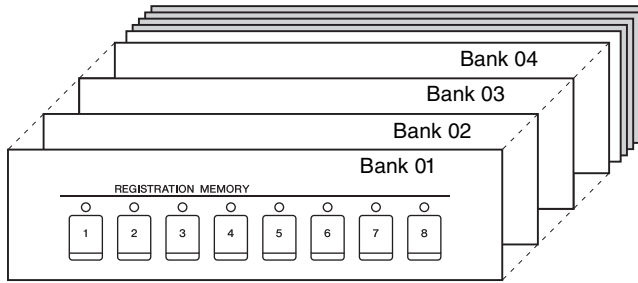 Bank 04
Bank 03
Bank 02
Bank 01
REGISTRATION MEMORY
1 2 3 4 5 6 7 8